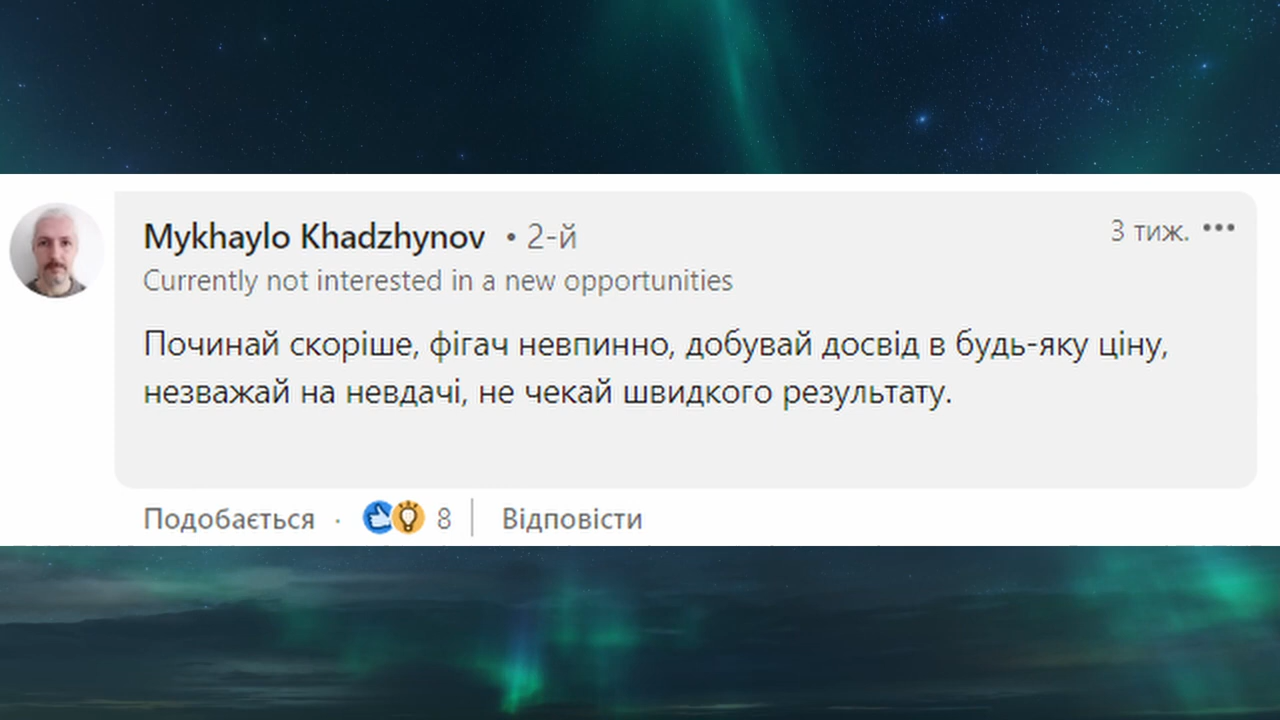 Mykhaylo Khadzhynov • 2-й
3 тиж. •••
Currently not interested in a new opportunities
Починай скоріше, фігач невпинно, добувай досвід в будь-яку ціну,
незважай на невдачі, не чекай швидкого результату.
Подобається · 8 | Відповісти